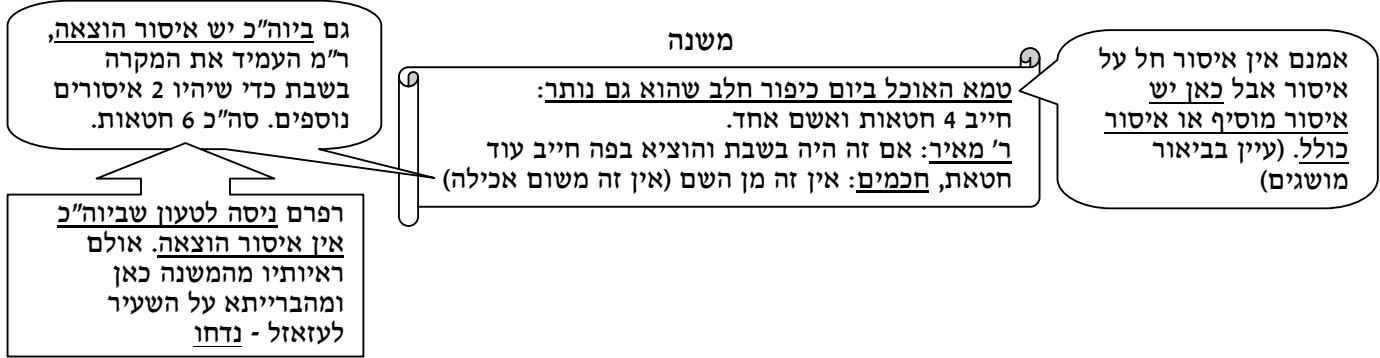 משנה
טמא האוכל ביום כיפור חלב שהוא גם נותר:
חייב 4 חטאות ואשם אחד.
ר' מאיר: אם זה היה בשבת והוציא בפה חייב עוד
חטאת, חכמים: אין זה מן השם (אין זה משום אכילה)
אמנם אין איסור חל על
איסור אבל כאן יש
איסור מוסיף או איסור
כולל. (עיין בביאור
מושגים)
גם ביוה"כ יש איסור הוצאה,
ר"מ העמיד את המקרה
בשבת כדי שיהיו 2 איסורים
נוספים. סה"כ 6 חטאות.
רפרם ניסה לטעון שביוה"כ
אין איסור הוצאה. אולם
ראיותיו מהמשנה כאן
ומהברייתא על השעיר
לעזאזל - נדחו